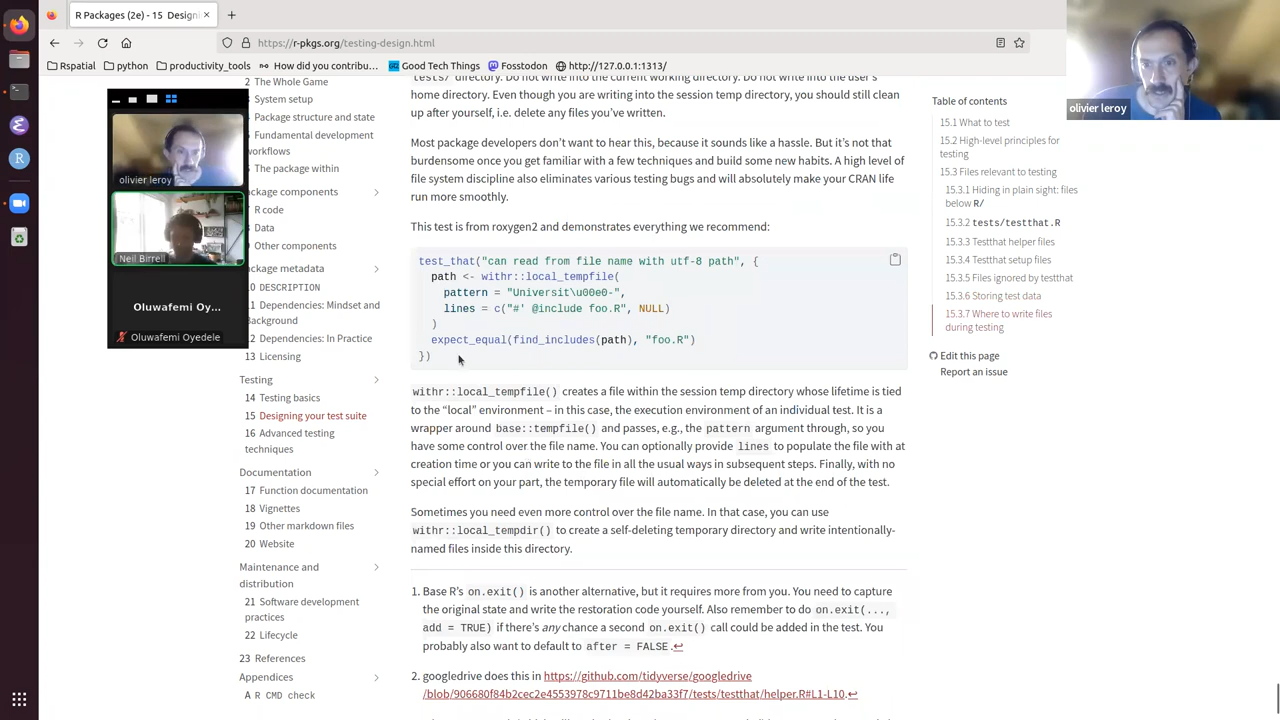 R Packages (2e) - 15 Designi
https://r-pkgs.org/testing-design.html
Rspatial
python
productivity_tools
How did you contribu...
Good Tech Things
Fosstodon
http://127.0.0.1:1313/
olivier leroy
olivier leroy
Neil Birrell
Oluwafemi Oy...
Oluwafemi Oyedele
2 The Whole Game
3 System setup
Package structure and state
Fundamental development
workflows
6 The package within
ackage components
R code
Data
Other components
ackage metadata
10 DESCRIPTION
11 Dependencies: Mindset and
Background
12 Dependencies: In Practice
13 Licensing
Testing
14 Testing basics
15 Designing your test suite
16 Advanced testing
techniques
Documentation
17 Function documentation
18 Vignettes
19 Other markdown files
20 Website
Maintenance and
distribution
21 Software development
practices
22 Lifecycle
23 References
Appendices
A R CMD check
tests/ directory. Do not write into the current working directory. Do not write into the user's
home directory. Even though you are writing into the session temp directory, you should still clean
up after yourself, i.e. delete any files you've written.
Most package developers don't want to hear this, because it sounds like a hassle. But it's not that
burdensome once you get familiar with a few techniques and build some new habits. A high level of
file system discipline also eliminates various testing bugs and will absolutely make your CRAN life
run more smoothly.
This test is from roxygen2 and demonstrates everything we recommend:
test_that("can read from file name with utf-8 path", {
path <- withr::local_tempfile(
pattern = "Universit\u00e0-",
lines = c("#' @include foo.R", NULL)
)
expect_equal(find_includes(path), "foo.R")
})
withr::local_tempfile() creates a file within the session temp directory whose lifetime is tied
to the “local” environment – in this case, the execution environment of an individual test. It is a
wrapper around base::tempfile() and passes, e.g., the pattern argument through, so you
have some control over the file name. You can optionally provide lines to populate the file with at
creation time or you can write to the file in all the usual ways in subsequent steps. Finally, with no
special effort on your part, the temporary file will automatically be deleted at the end of the test.
Sometimes you need even more control over the file name. In that case, you can use
withr::local_tempdir() to create a self-deleting temporary directory and write intentionally-
named files inside this directory.
1. Base R's on.exit() is another alternative, but it requires more from you. You need to capture
the original state and write the restoration code yourself. Also remember to do on.exit(...,
add = TRUE) if there's any chance a second on.exit() call could be added in the test. You
probably also want to default to after = FALSE.↩
2. googledrive does this in https://github.com/tidyverse/googledrive
/blob/906680f84b2cec2e4553978c9711be8d42ba33f7/tests/testthat/helper.R#L1-L10.↩
Table of contents
15.1 What to test
15.2 High-level principles for
testing
15.3 Files relevant to testing
15.3.1 Hiding in plain sight: files
below R/
15.3.2 tests/testthat.R
15.3.3 Testthat helper files
15.3.4 Testthat setup files
15.3.5 Files ignored by testthat
15.3.6 Storing test data
15.3.7 Where to write files
during testing
Edit this page
Report an issue
olivier leroy